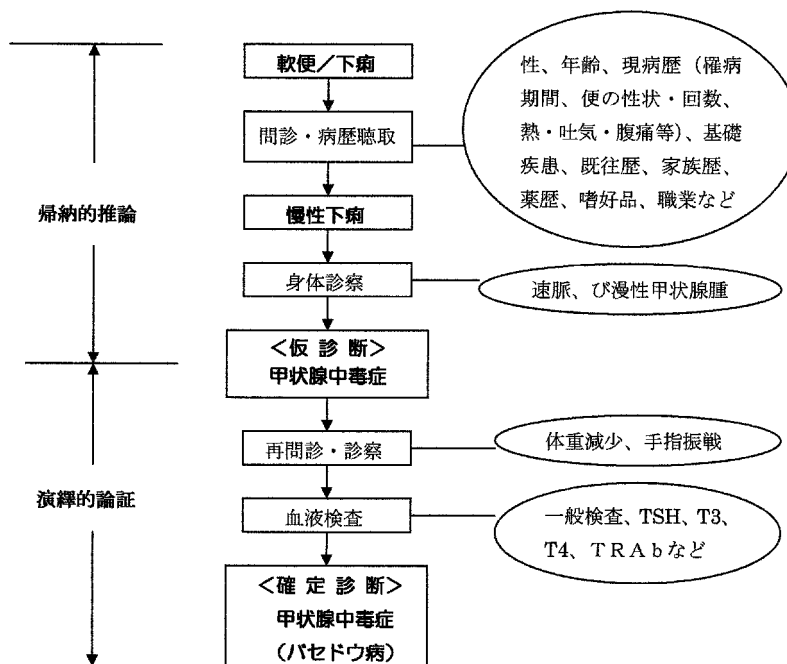 軟便／下痢
性、年齢、現病歴（罹病
期間、便の性状・回数、
熱・吐気・腹痛等）、基礎
疾患、既往歴、家族歴、
薬歴、嗜好品、職業など
問診・病歴聴取
慢性下痢
帰納的推論
身体診察
速脈、び漫性甲状腺腫
＜仮 診 断＞
甲状腺中毒症
再問診・診察
体重減少、手指振戦
演繹的論証
血液検査
一般検査、TSH、T3、
T4、ＴＲＡｂなど
＜確 定 診 断＞
甲状腺中毒症
（バセドウ病）